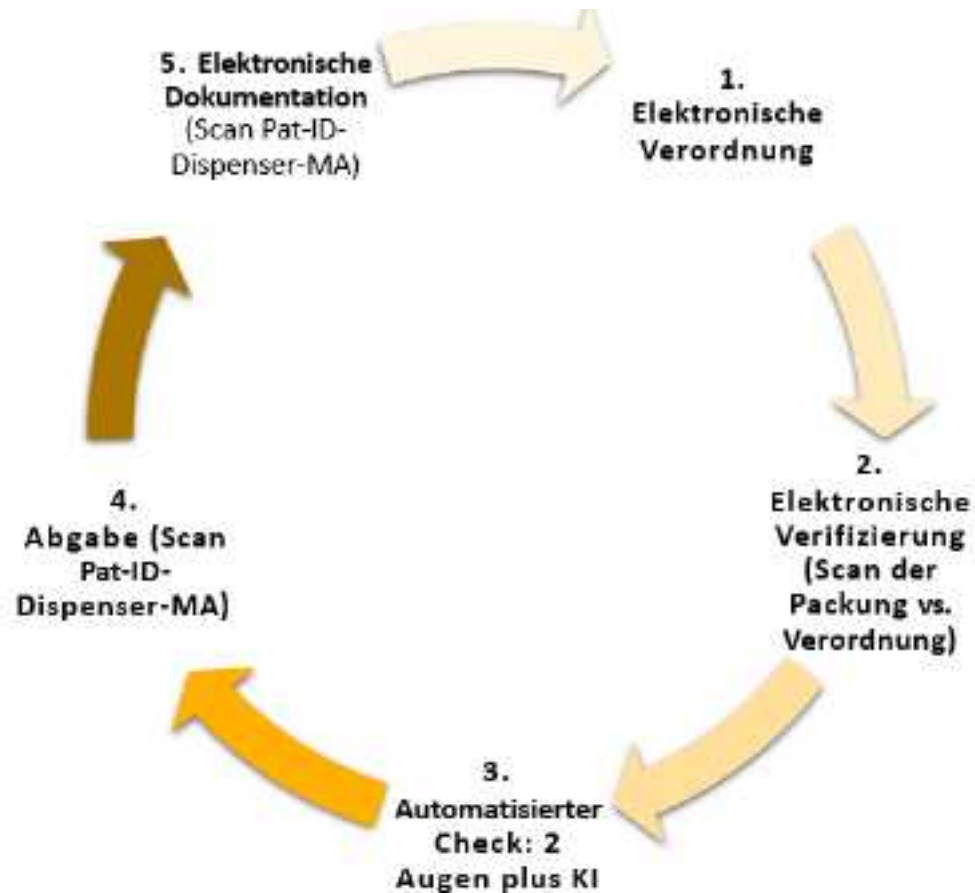 1.
Elektronische
Verordnung
2.
Elektronische
Verifizierung
(Scan der
Packung vs.
Verordnung)
3.
Automatisierter
Check: 2
Augen plus KI
4.
Abgabe (Scan
Pat-ID-
Dispenser-MA)
5. Elektronische
Dokumentation
(Scan Pat-ID-
Dispenser-MA)